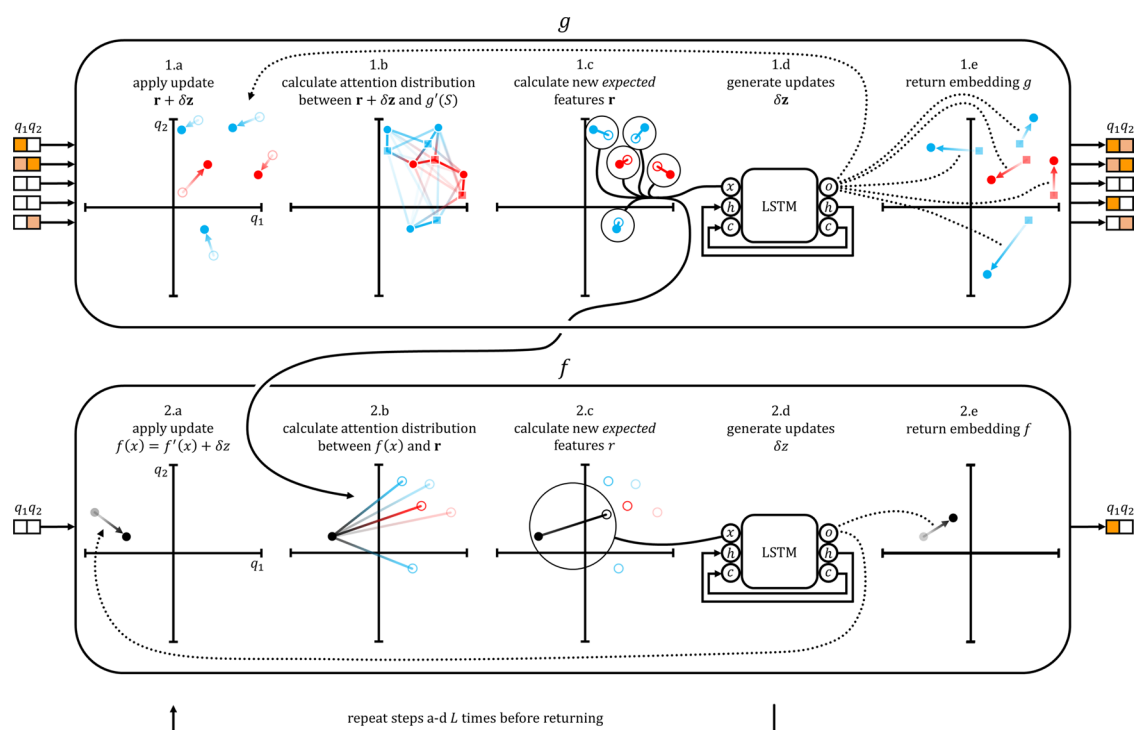 g
1.a
apply update
r + δz
1.b
calculate attention distribution
between r + δz and g′(S)
1.c
calculate new expected
features r
1.d
generate updates
δz
1.e
return embedding g
q₁q₂
q₂
q₁
x
h
c
LSTM
o
h
c
q₁q₂
f
2.a
apply update
f(x) = f′(x) + δz
2.b
calculate attention distribution
between f(x) and r
2.c
calculate new expected
features r
2.d
generate updates
δz
2.e
return embedding f
q₁q₂
q₂
q₁
x
h
c
LSTM
o
h
c
q₁q₂
repeat steps a-d L times before returning